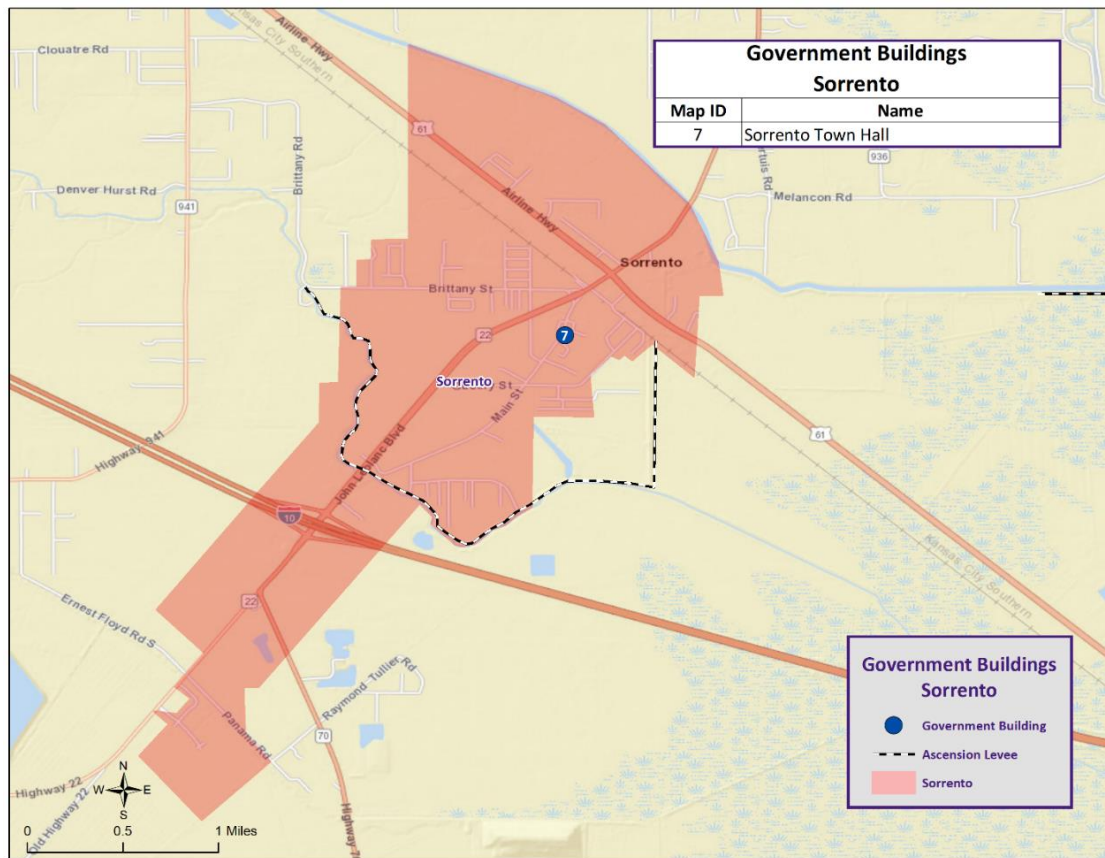 Government Buildings
Sorrento
Map ID Name
7 Sorrento Town Hall
Clouatre Rd
Airline Hwy
Kansas City Southern
61
Brittany Rd
936
Denver Hurst Rd
941
Melancon Rd
Airline Hwy
Sorrento
Brittany St
22
7
Sorrento
St
Main St
61
Highway 941
John Leblanc Blvd
10
Kansas City Southern
22
Ernest Floyd Rd S
Raymond Tullier Rd
Panama Rd
70
Highway 22
Old Highway 22
N
W E
S
0 0.5 1 Miles
Government Buildings
Sorrento
Government Building
Ascension Levee
Sorrento